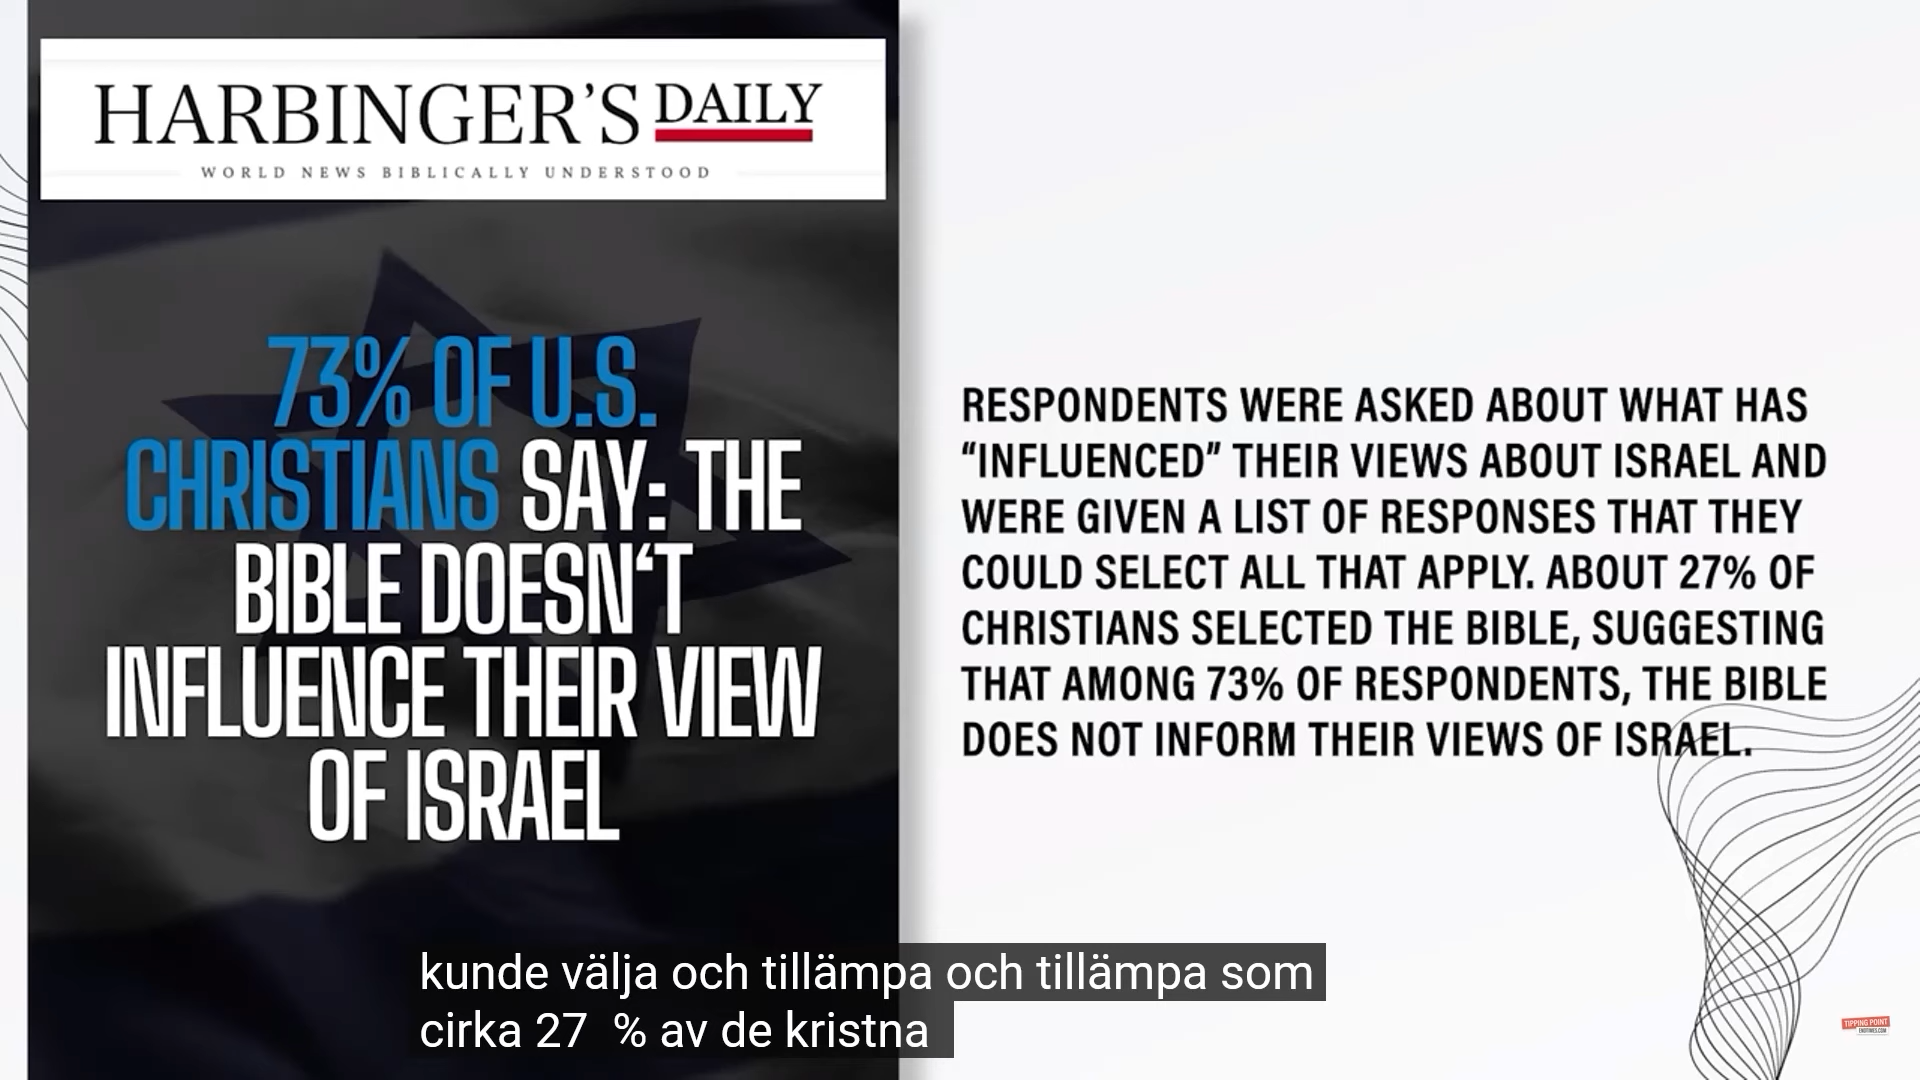 HARBINGER’S DAILY
WORLD NEWS BIBLICALLY UNDERSTOOD
73% OF U.S.
CHRISTIANS SAY: THE
BIBLE DOESN‘T
INFLUENCE THEIR VIEW
OF ISRAEL
RESPONDENTS WERE ASKED ABOUT WHAT HAS
“INFLUENCED” THEIR VIEWS ABOUT ISRAEL AND
WERE GIVEN A LIST OF RESPONSES THAT THEY
COULD SELECT ALL THAT APPLY. ABOUT 27% OF
CHRISTIANS SELECTED THE BIBLE, SUGGESTING
THAT AMONG 73% OF RESPONDENTS, THE BIBLE
DOES NOT INFORM THEIR VIEWS OF ISRAEL.
kunde välja och tillämpa och tillämpa som
cirka 27  % av de kristna
TIPPING POINT
ENDTIMES.COM